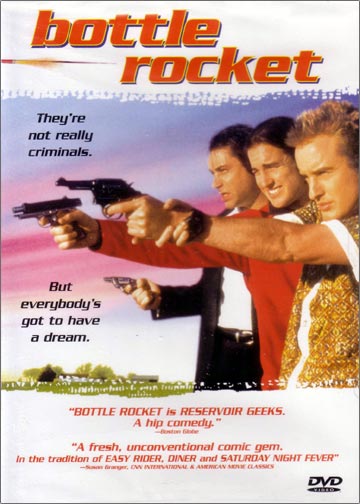 bottle
rocket
They're
not really
criminals.
But
everybody's
got to have
a dream.
"BOTTLE ROCKET is RESERVOIR GEEKS.
A hip comedy."
—Boston Globe
"A fresh, unconventional comic gem.
In the tradition of EASY RIDER, DINER and SATURDAY NIGHT FEVER"
—Susan Granger, CNN INTERNATIONAL & AMERICAN MOVIE CLASSICS
DVD
VIDEO